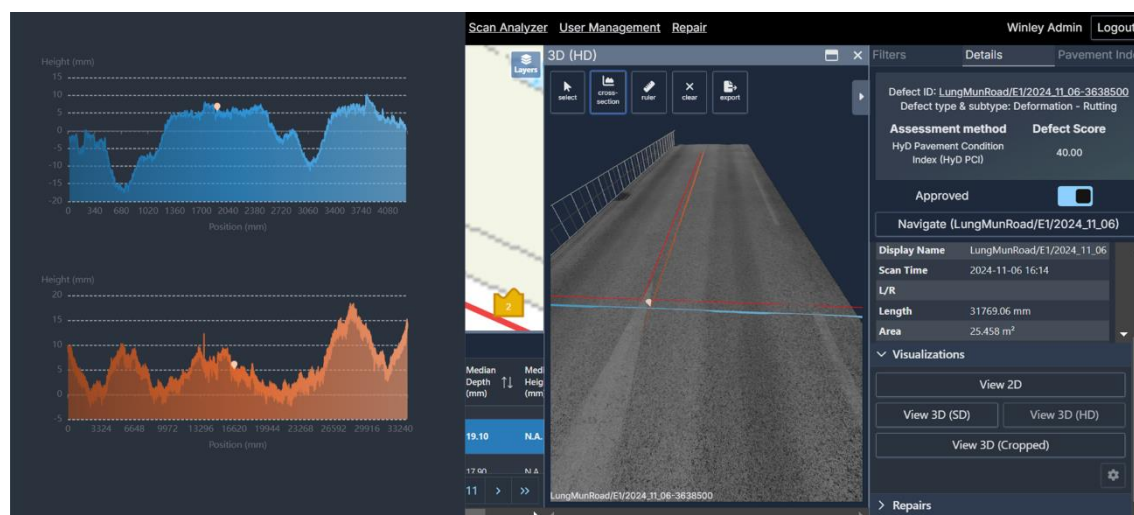 Scan Analyzer User Management Repair Winley Admin Logout
Height (mm)
15
10
5
0
-5
-10
-15
-20
0 340 680 1020 1360 1700 2040 2380 2720 3060 3400 3740 4080
Position (mm)
Height (mm)
20
15
10
5
0
-5
0 3324 6648 9972 13296 16620 19944 23268 26592 29916 33240
Position (mm)
Layers
2
Median
Depth
(mm)
Med
Heig
(mm
19.10 N.A.
17.90 N.A.
11 > >>
3D (HD)
select
cross-
section
ruler
clear
export
LungMunRoad/E1/2024_11_06-3638500
Filters Details Pavement Ind
Defect ID: LungMunRoad/E1/2024_11_06-3638500
Defect type & subtype: Deformation - Rutting
Assessment method Defect Score
HyD Pavement Condition
Index (HyD PCI)
40.00
Approved
Navigate (LungMunRoad/E1/2024_11_06)
Display Name LungMunRoad/E1/2024_11_06
Scan Time 2024-11-06 16:14
L/R
Length 31769.06 mm
Area 25.458 m²
Visualizations
View 2D
View 3D (SD) View 3D (HD)
View 3D (Cropped)
Repairs